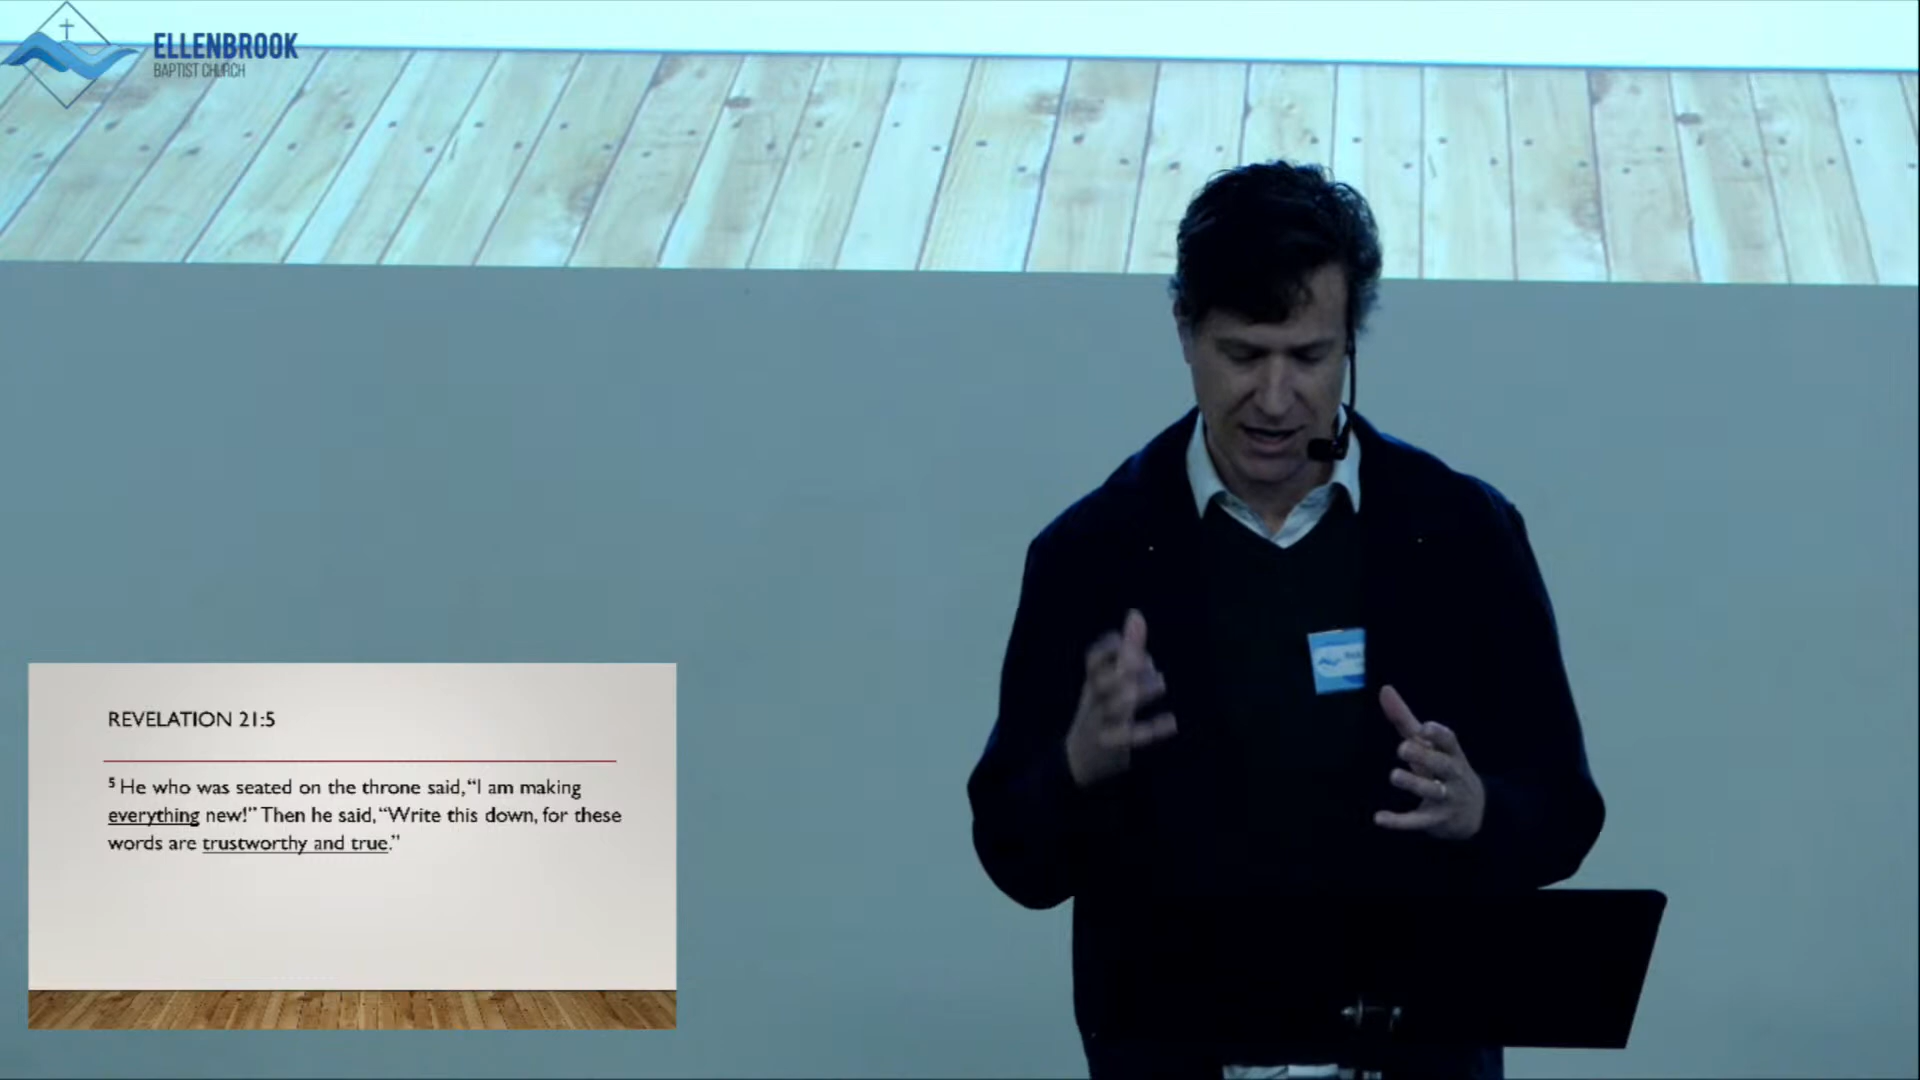 ELLENBROOK
BAPTIST CHURCH
REVELATION 21:5
⁵ He who was seated on the throne said, “I am making
everything new!” Then he said, “Write this down, for these
words are trustworthy and true.”